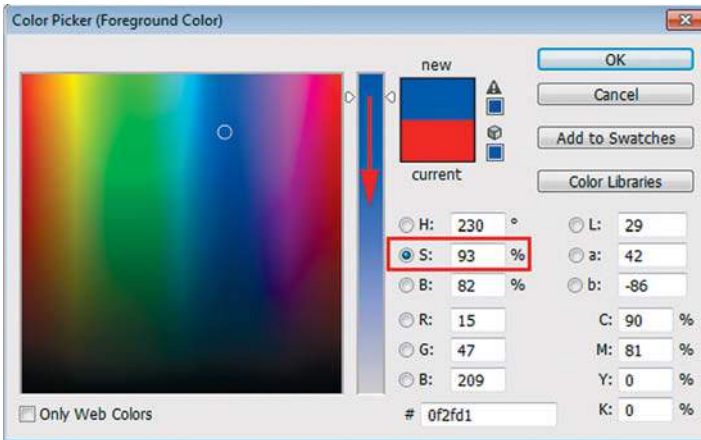 Color Picker (Foreground Color)
new
current
OK
Cancel
Add to Swatches
Color Libraries
H: 230 °
S: 93 %
B: 82 %
R: 15
G: 47
B: 209
# 0f2fd1
L: 29
a: 42
b: -86
C: 90 %
M: 81 %
Y: 0 %
K: 0 %
Only Web Colors